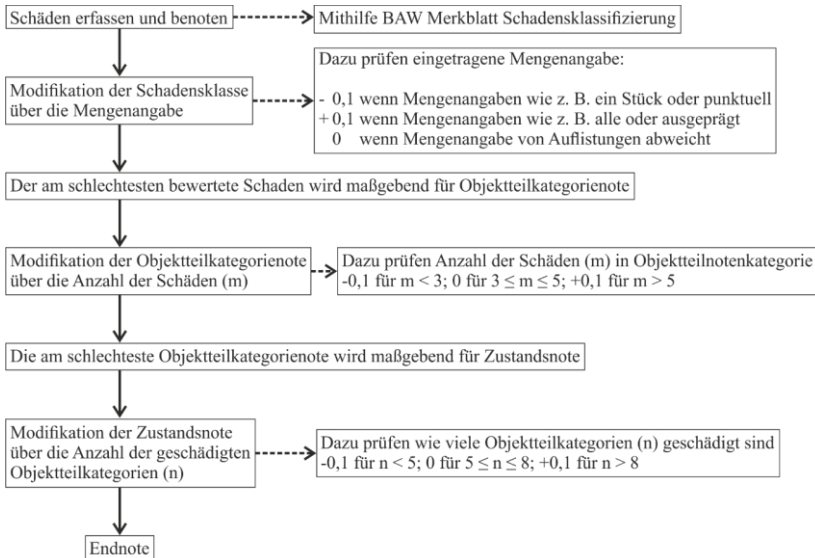 Schäden erfassen und benoten
Mithilfe BAW Merkblatt Schadensklassifizierung
Modifikation der Schadensklasse
über die Mengenangabe
Dazu prüfen eingetragene Mengenangabe:
- 0,1 wenn Mengenangaben wie z. B. ein Stück oder punktuell
+ 0,1 wenn Mengenangaben wie z. B. alle oder ausgeprägt
0 wenn Mengenangabe von Auflistungen abweicht
Der am schlechtesten bewertete Schaden wird maßgebend für Objektteilkategorienote
Modifikation der Objektteilkategorienote
über die Anzahl der Schäden (m)
Dazu prüfen Anzahl der Schäden (m) in Objektteilnotenkategorie
-0,1 für m < 3; 0 für 3 ≤ m ≤ 5; +0,1 für m > 5
Die am schlechteste Objektteilkategorienote wird maßgebend für Zustandsnote
Modifikation der Zustandsnote
über die Anzahl der geschädigten
Objektteilkategorien (n)
Dazu prüfen wie viele Objektteilkategorien (n) geschädigt sind
-0,1 für n < 5; 0 für 5 ≤ n ≤ 8; +0,1 für n > 8
Endnote